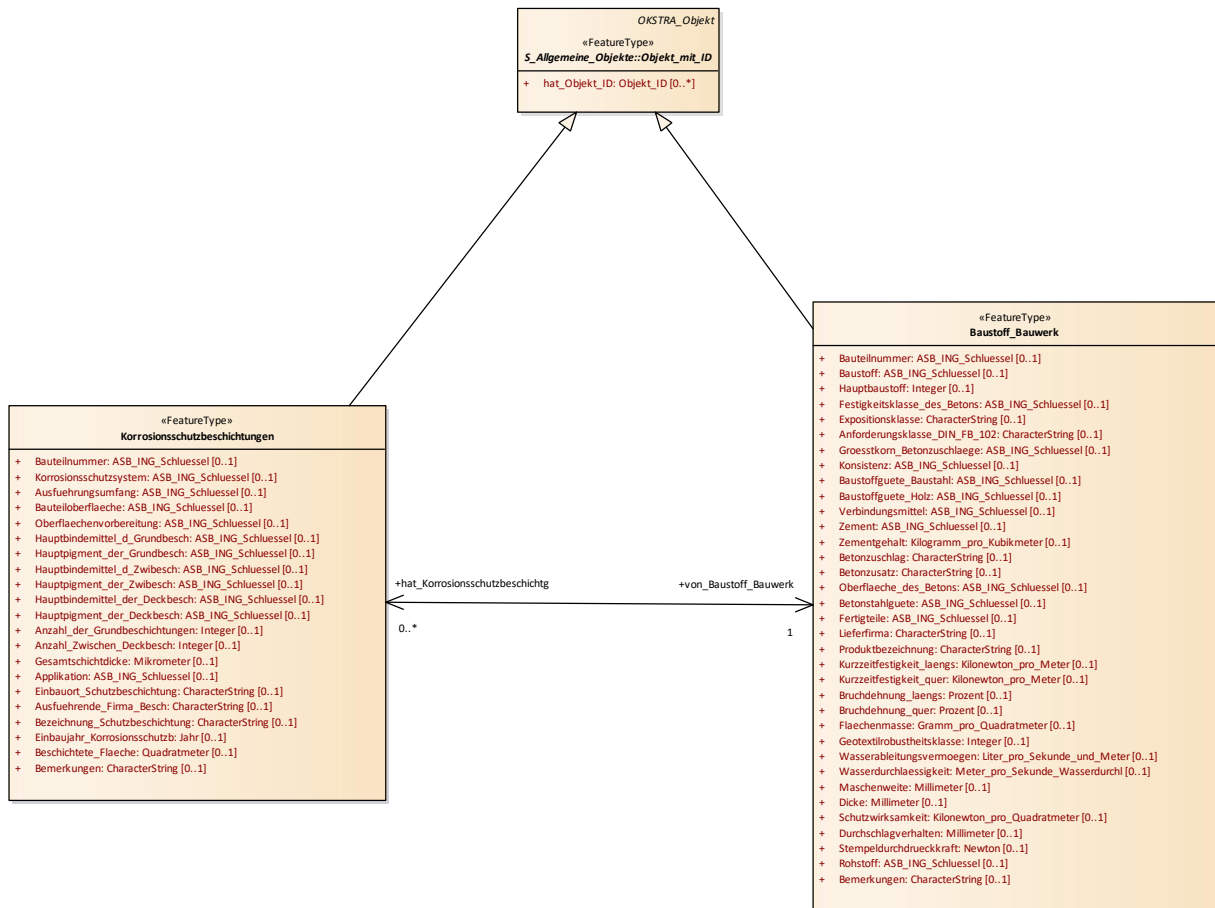 OKSTRA_Objekt
«FeatureType»
S_Allgemeine_Objekte::Objekt_mit_ID
+ hat_Objekt_ID: Objekt_ID [0..*]
«FeatureType»
Korrosionsschutzbeschichtungen
+ Bauteilnummer: ASB_ING_Schluessel [0..1]
+ Korrosionsschutzsystem: ASB_ING_Schluessel [0..1]
+ Ausfuehrungsumfang: ASB_ING_Schluessel [0..1]
+ Bauteiloberflaeche: ASB_ING_Schluessel [0..1]
+ Oberflaechenvorbereitung: ASB_ING_Schluessel [0..1]
+ Hauptbindemittel_d_Grundbesch: ASB_ING_Schluessel [0..1]
+ Hauptpigment_der_Grundbesch: ASB_ING_Schluessel [0..1]
+ Hauptbindemittel_d_Zwibesch: ASB_ING_Schluessel [0..1]
+ Hauptpigment_der_Zwibesch: ASB_ING_Schluessel [0..1]
+ Hauptbindemittel_der_Deckbesch: ASB_ING_Schluessel [0..1]
+ Hauptpigment_der_Deckbesch: ASB_ING_Schluessel [0..1]
+ Anzahl_der_Grundbeschichtungen: Integer [0..1]
+ Anzahl_Zwischen_Deckbesch: Integer [0..1]
+ Gesamtschichtdicke: Mikrometer [0..1]
+ Applikation: ASB_ING_Schluessel [0..1]
+ Einbauort_Schutzbeschichtung: CharacterString [0..1]
+ Ausfuehrende_Firma_Besch: CharacterString [0..1]
+ Bezeichnung_Schutzbeschichtung: CharacterString [0..1]
+ Einbaujahr_Korrosionsschutzb: Jahr [0..1]
+ Beschichtete_Flaeche: Quadratmeter [0..1]
+ Bemerkungen: CharacterString [0..1]
+hat_Korrosionsschutzbeschichtg
0..*
+von_Baustoff_Bauwerk
1
«FeatureType»
Baustoff_Bauwerk
+ Bauteilnummer: ASB_ING_Schluessel [0..1]
+ Baustoff: ASB_ING_Schluessel [0..1]
+ Hauptbaustoff: Integer [0..1]
+ Festigkeitsklasse_des_Betons: ASB_ING_Schluessel [0..1]
+ Expositionsklasse: CharacterString [0..1]
+ Anforderungsklasse_DIN_FB_102: CharacterString [0..1]
+ Groesstkorn_Betonzuschlaege: ASB_ING_Schluessel [0..1]
+ Konsistenz: ASB_ING_Schluessel [0..1]
+ Baustoffguete_Baustahl: ASB_ING_Schluessel [0..1]
+ Baustoffguete_Holz: ASB_ING_Schluessel [0..1]
+ Verbindungsmittel: ASB_ING_Schluessel [0..1]
+ Zement: ASB_ING_Schluessel [0..1]
+ Zementgehalt: Kilogramm_pro_Kubikmeter [0..1]
+ Betonzuschlag: CharacterString [0..1]
+ Betonzusatz: CharacterString [0..1]
+ Oberflaeche_des_Betons: ASB_ING_Schluessel [0..1]
+ Betonstahlguete: ASB_ING_Schluessel [0..1]
+ Fertigteile: ASB_ING_Schluessel [0..1]
+ Lieferfirma: CharacterString [0..1]
+ Produktbezeichnung: CharacterString [0..1]
+ Kurzzeitfestigkeit_laengs: Kilonewton_pro_Meter [0..1]
+ Kurzzeitfestigkeit_quer: Kilonewton_pro_Meter [0..1]
+ Bruchdehnung_laengs: Prozent [0..1]
+ Bruchdehnung_quer: Prozent [0..1]
+ Flaechenmasse: Gramm_pro_Quadratmeter [0..1]
+ Geotextilrobustheitsklasse: Integer [0..1]
+ Wasserableitungsvermoegen: Liter_pro_Sekunde_und_Meter [0..1]
+ Wasserdurchlaessigkeit: Meter_pro_Sekunde_Wasserdurchl [0..1]
+ Maschenweite: Millimeter [0..1]
+ Dicke: Millimeter [0..1]
+ Schutzwirksamkeit: Kilonewton_pro_Quadratmeter [0..1]
+ Durchschlagverhalten: Millimeter [0..1]
+ Stempeldurchdrueckkraft: Newton [0..1]
+ Rohstoff: ASB_ING_Schluessel [0..1]
+ Bemerkungen: CharacterString [0..1]